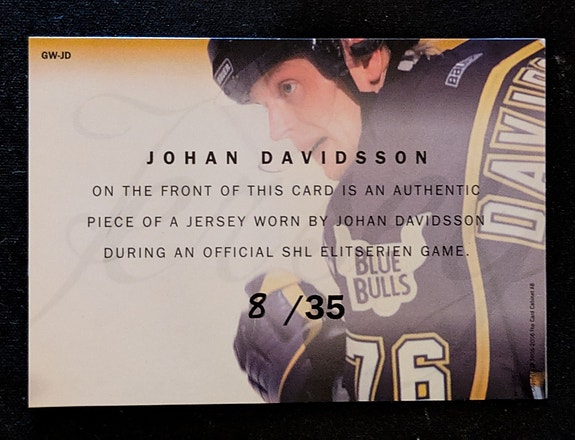 GW-JD
JOHAN DAVIDSSON
ON THE FRONT OF THIS CARD IS AN AUTHENTIC
PIECE OF A JERSEY WORN BY JOHAN DAVIDSSON
DURING AN OFFICIAL SHL ELITSERIEN GAME.
8/35
BLUE
BULLS
76
DAVID